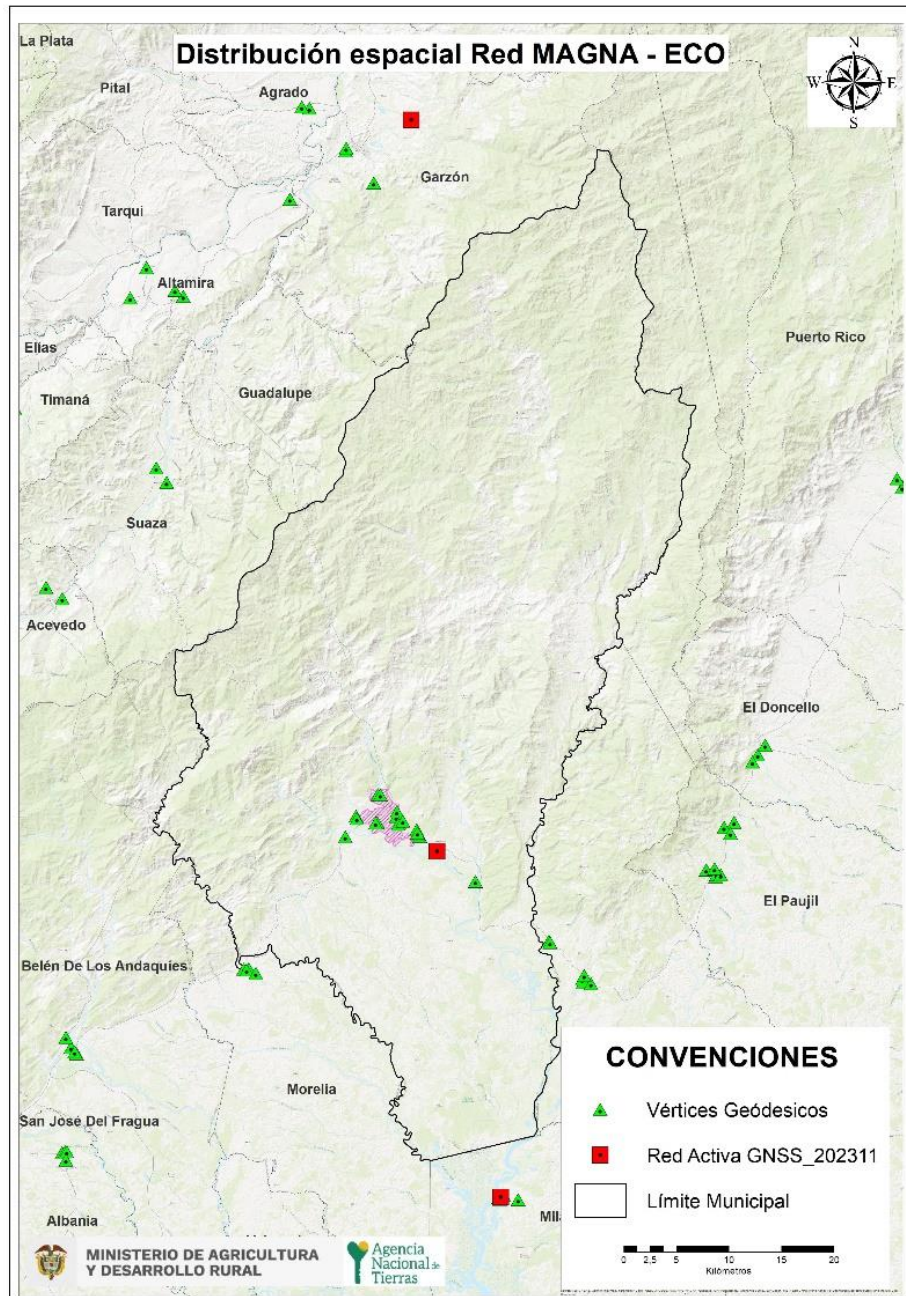 Distribución espacial Red MAGNA - ECO
N
W E
S
La Plata
Pital
Agrado
Garzón
Tarqui
Altamira
Puerto Rico
Elías
Timaná
Guadalupe
Suaza
Acevedo
El Doncello
El Paujil
Belén De Los Andaquíes
Morelia
San José Del Fragua
Albania
Mil
CONVENCIONES
Vértices Geódesicos
Red Activa GNSS_202311
Límite Municipal
0 2,5 5 10 15 20
Kilómetros
MINISTERIO DE AGRICULTURA
Y DESARROLLO RURAL
Agencia
Nacional de
Tierras